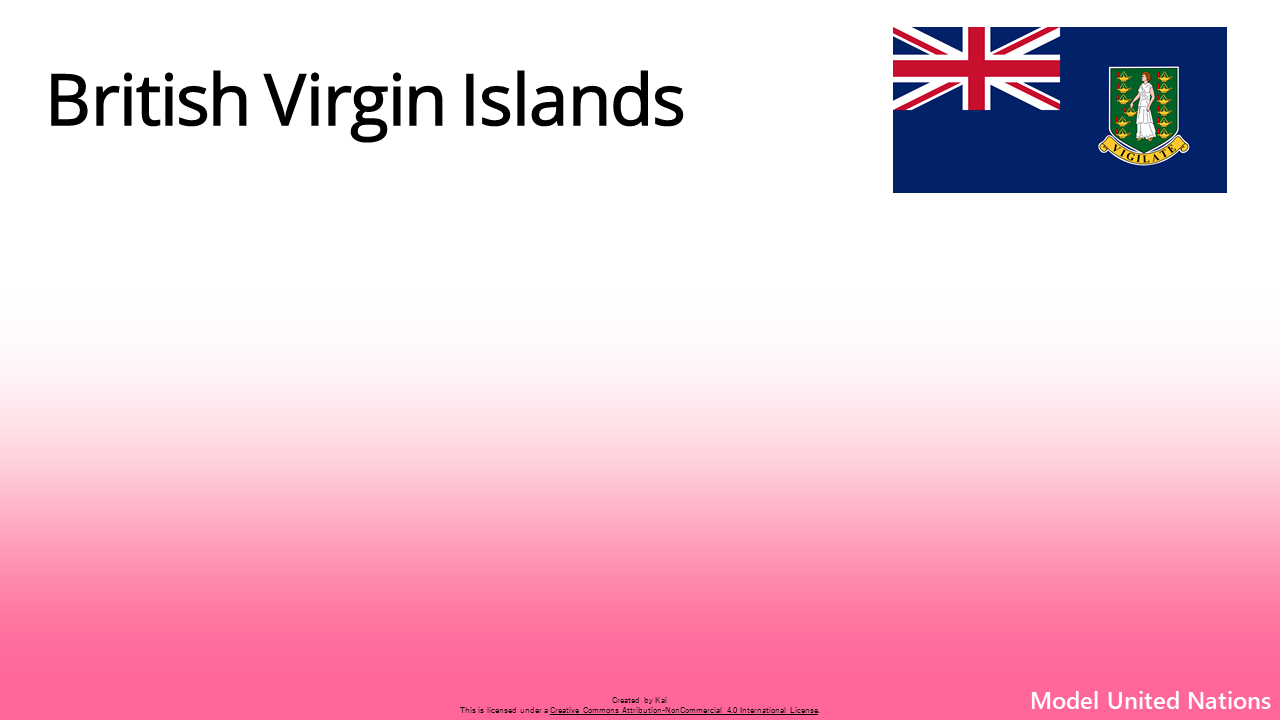 British Virgin Islands
VIGILATE
Created by Kai
This is licensed under a Creative Commons Attribution-NonCommercial 4.0 International License.
Model United Nations